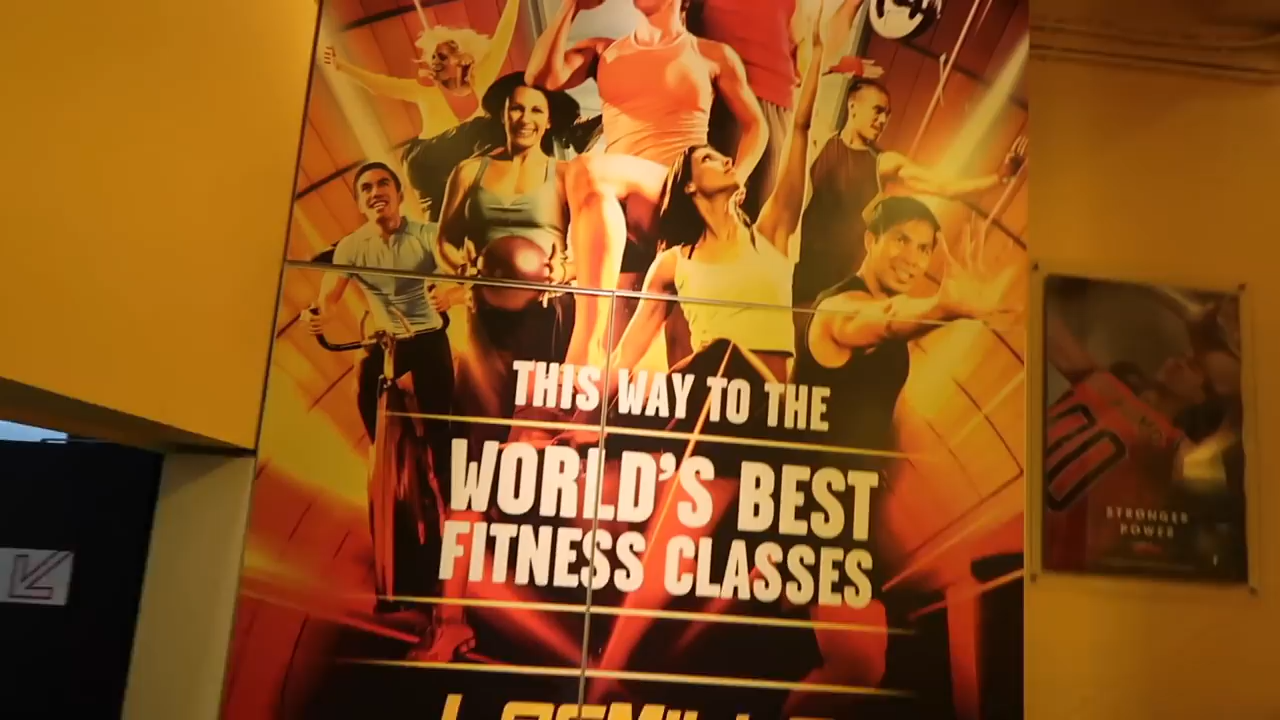 THIS WAY TO THE
WORLD'S BEST
FITNESS CLASSES
STRONGER
POWER